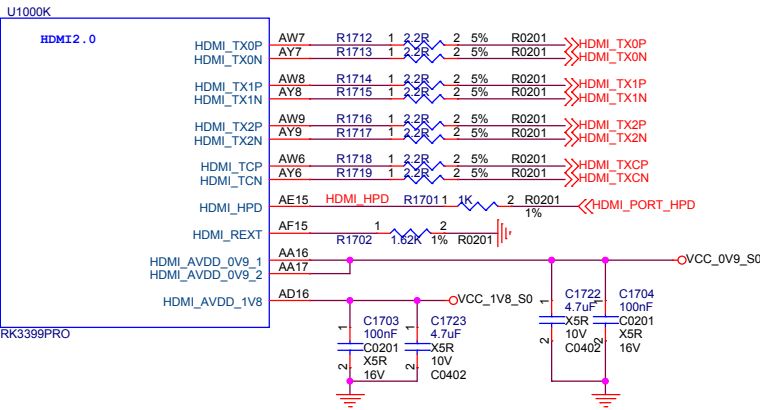 U1000K
HDMI2.0
HDMI_TX0P AW7 R1712 1 2.2R 2 5% R0201 HDMI_TX0P
HDMI_TX0N AY7 R1713 1 2.2R 2 5% R0201 HDMI_TX0N
HDMI_TX1P AW8 R1714 1 2.2R 2 5% R0201 HDMI_TX1P
HDMI_TX1N AY8 R1715 1 2.2R 2 5% R0201 HDMI_TX1N
HDMI_TX2P AW9 R1716 1 2.2R 2 5% R0201 HDMI_TX2P
HDMI_TX2N AY9 R1717 1 2.2R 2 5% R0201 HDMI_TX2N
HDMI_TCP AW6 R1718 1 2.2R 2 5% R0201 HDMI_TXCP
HDMI_TCN AY6 R1719 1 2.2R 2 5% R0201 HDMI_TXCN
HDMI_HPD AE15 HDMI_HPD R1701 1 1K 2 R0201 HDMI_PORT_HPD
1%
HDMI_REXT AF15 1 2
R1702 1.62K 1% R0201
HDMI_AVDD_0V9_1 AA16 VCC_0V9_S0
HDMI_AVDD_0V9_2 AA17
HDMI_AVDD_1V8 AD16 VCC_1V8_S0
1 C1703
100nF
C0201
X5R
2 16V
1 C1723
4.7uF
X5R
10V
2 C0402
1 C1722
4.7uF
X5R
10V
2 C0402
1 C1704
100nF
C0201
X5R
2 16V
RK3399PRO